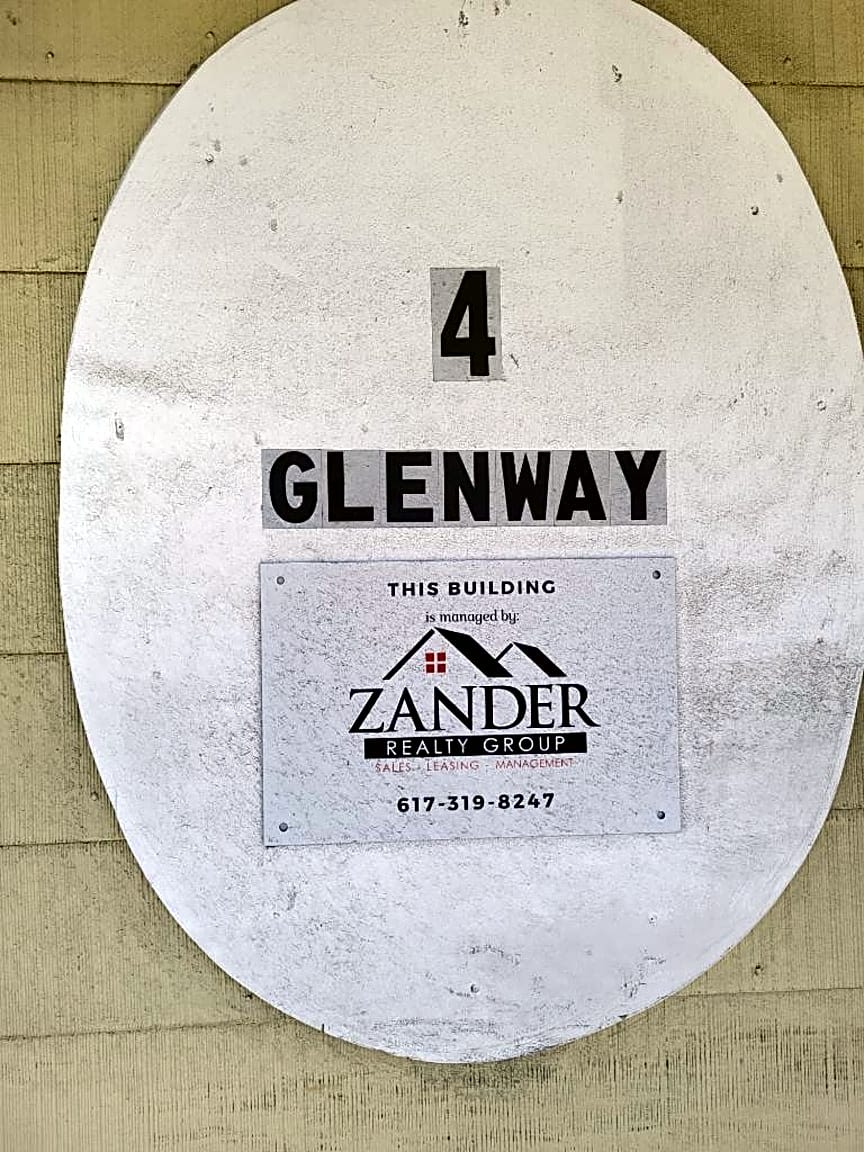 4
GLENWAY
THIS BUILDING
is managed by:
ZANDER
REALTY GROUP
SALES · LEASING · MANAGEMENT
617-319-8247